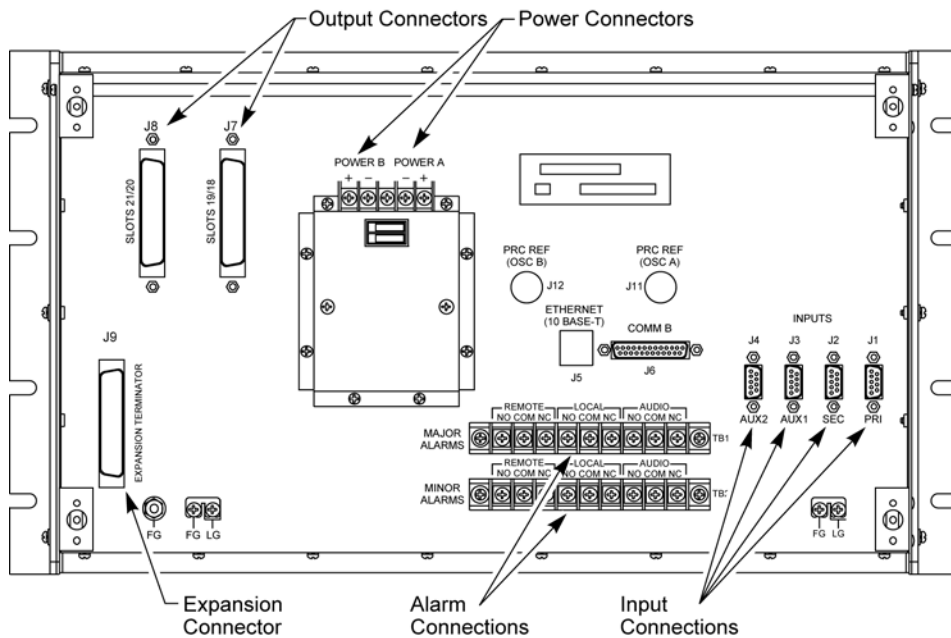 Output Connectors
Power Connectors
J8
J7
SLOTS 21/20
SLOTS 19/18
POWER B
POWER A
+ − − +
PRC REF
(OSC B)
J12
PRC REF
(OSC A)
J11
ETHERNET
(10 BASE-T)
J5
COMM B
J6
INPUTS
J4
J3
J2
J1
AUX2
AUX1
SEC
PRI
J9
EXPANSION TERMINATOR
REMOTE
LOCAL
AUDIO
NO COM NC
NO COM NC
NO COM NC
MAJOR
ALARMS
TB1
REMOTE
LOCAL
AUDIO
NO COM NC
NO COM NC
NO COM NC
MINOR
ALARMS
FG
FG
LG
FG
LG
Expansion
Connector
Alarm
Connections
Input
Connections